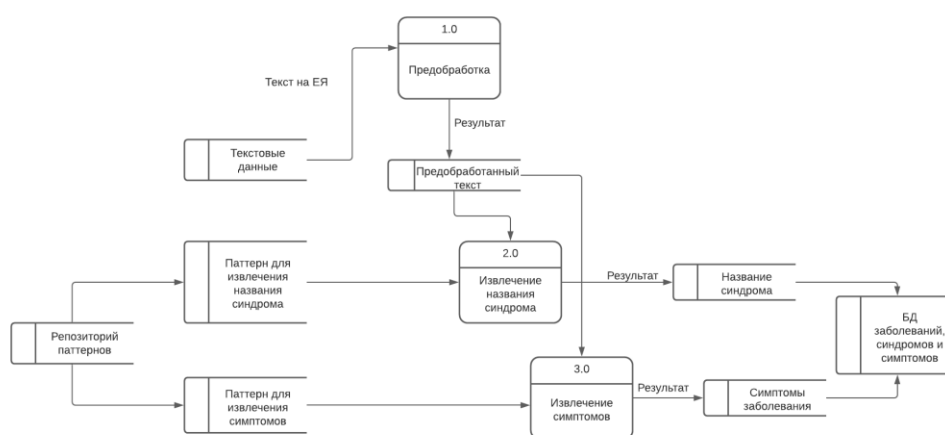 1.0
Предобработка
Текст на ЕЯ
Результат
Текстовые
данные
Предобработанный
текст
2.0
Извлечение
названия
синдрома
Паттерн для
извлечения
названия
синдрома
Результат
Название
синдрома
БД
заболеваний,
синдромов и
симптомов
Репозиторий
паттернов
3.0
Извлечение
симптомов
Паттерн для
извлечения
симптомов
Результат
Симптомы
заболевания